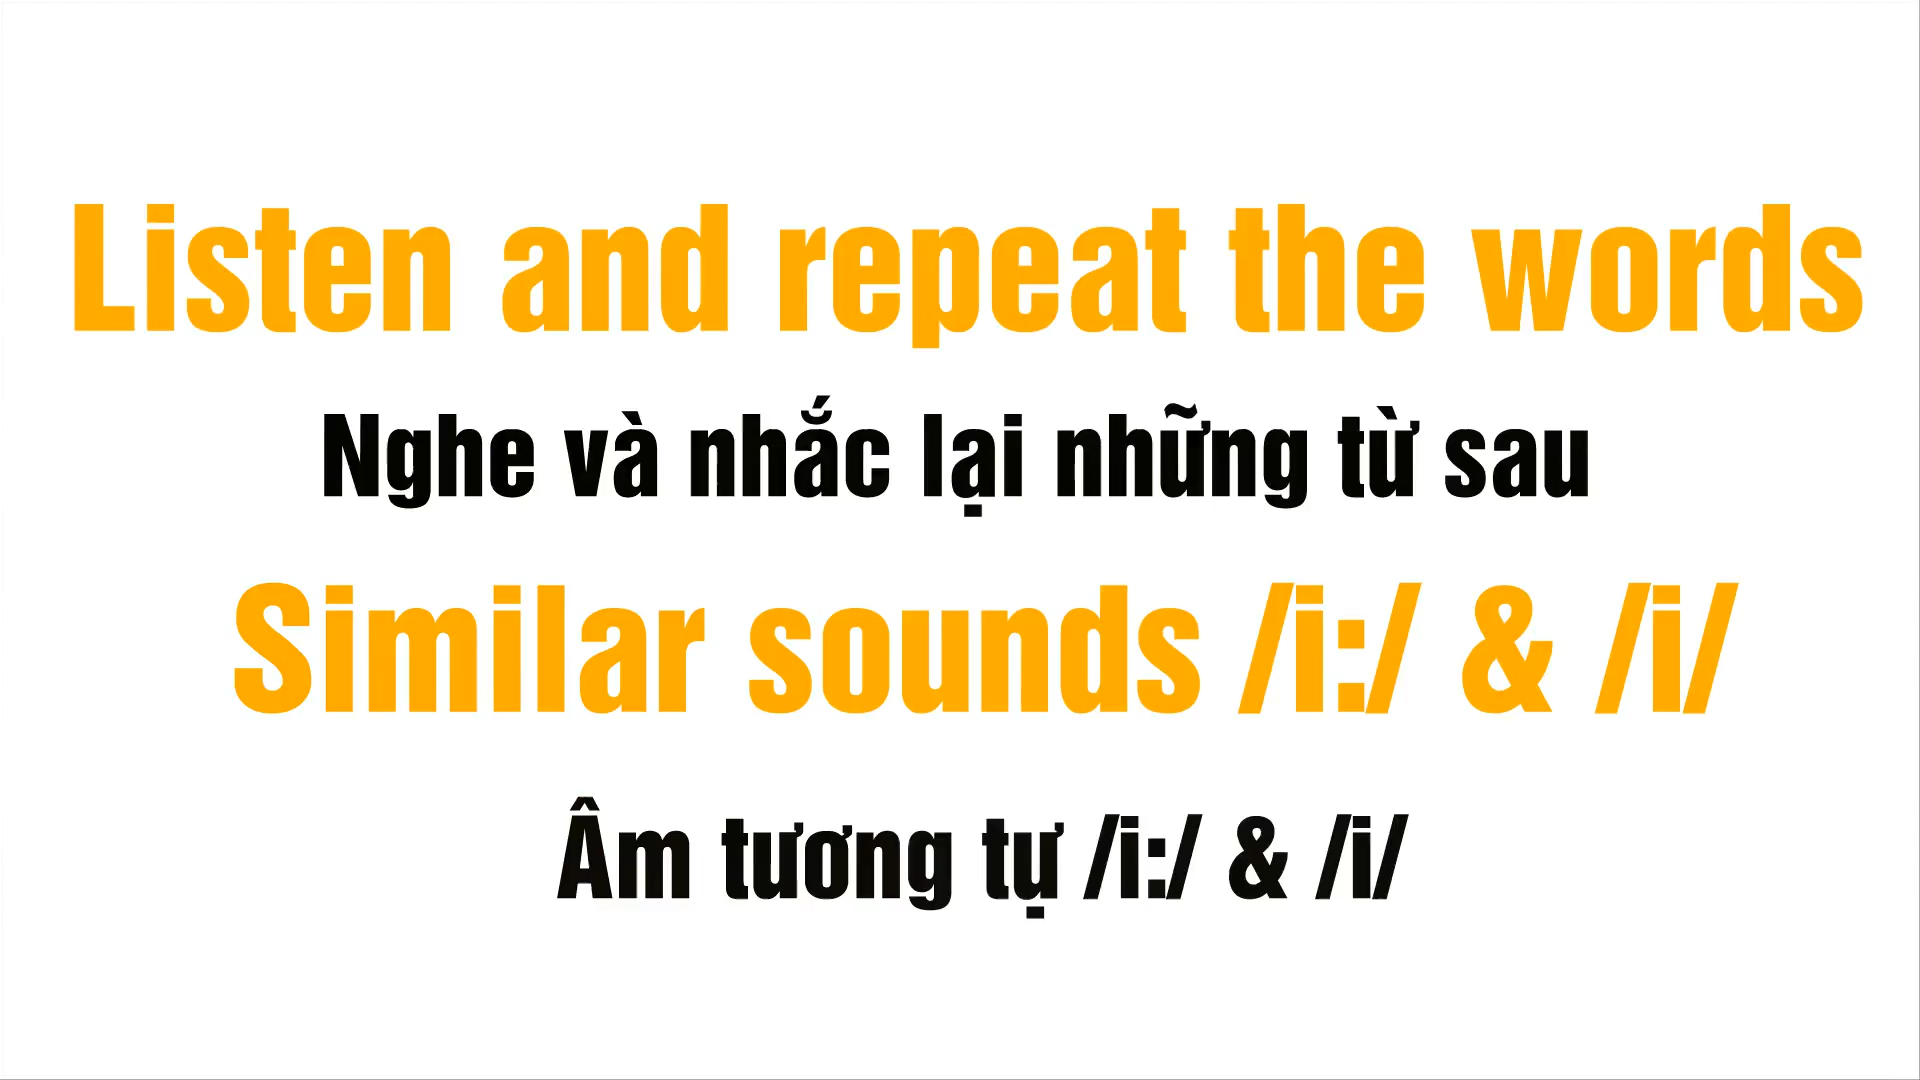 Listen and repeat the words
Nghe và nhắc lại những từ sau
Similar sounds /i:/ & /i/
Âm tương tự /i:/ & /i/